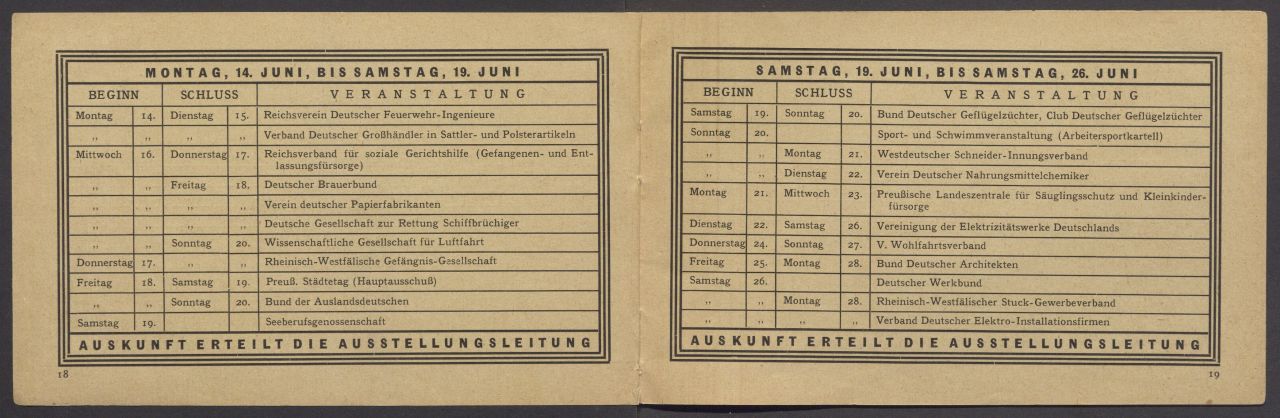 MONTAG, 14. JUNI, BIS SAMSTAG, 19. JUNI
BEGINN SCHLUSS VERANSTALTUNG
Montag 14. Dienstag 15. Reichsverein Deutscher Feuerwehr-Ingenieure
„ „ „ „ Verband Deutscher Großhändler in Sattler- und Polsterartikeln
Mittwoch 16. Donnerstag 17. Reichsverband für soziale Gerichtshilfe (Gefangenen- und Ent-
lassungsfürsorge)
„ „ Freitag 18. Deutscher Brauerbund
„ „ „ „ Verein deutscher Papierfabrikanten
„ „ „ „ Deutsche Gesellschaft zur Rettung Schiffbrüchiger
„ „ Sonntag 20. Wissenschaftliche Gesellschaft für Luftfahrt
Donnerstag 17. „ „ Rheinisch-Westfälische Gefängnis-Gesellschaft
Freitag 18. Samstag 19. Preuß. Städtetag (Hauptausschuß)
„ „ Sonntag 20. Bund der Auslandsdeutschen
Samstag 19. Seeberufsgenossenschaft
AUSKUNFT ERTEILT DIE AUSSTELLUNGSLEITUNG
18
SAMSTAG, 19. JUNI, BIS SAMSTAG, 26. JUNI
BEGINN SCHLUSS VERANSTALTUNG
Samstag 19. Sonntag 20. Bund Deutscher Geflügelzüchter, Club Deutscher Geflügelzüchter
Sonntag 20. Sport- und Schwimmveranstaltung (Arbeitersportkartell)
„ „ Montag 21. Westdeutscher Schneider-Innungsverband
„ „ Dienstag 22. Verein Deutscher Nahrungsmittelchemiker
Montag 21. Mittwoch 23. Preußische Landeszentrale für Säuglingsschutz und Kleinkinder-
fürsorge
Dienstag 22. Samstag 26. Vereinigung der Elektrizitätswerke Deutschlands
Donnerstag 24. Sonntag 27. V. Wohlfahrtsverband
Freitag 25. Montag 28. Bund Deutscher Architekten
Samstag 26. Deutscher Werkbund
„ „ Montag 28. Rheinisch-Westfälischer Stuck-Gewerbeverband
„ „ „ „ Verband Deutscher Elektro-Installationsfirmen
AUSKUNFT ERTEILT DIE AUSSTELLUNGSLEITUNG
19